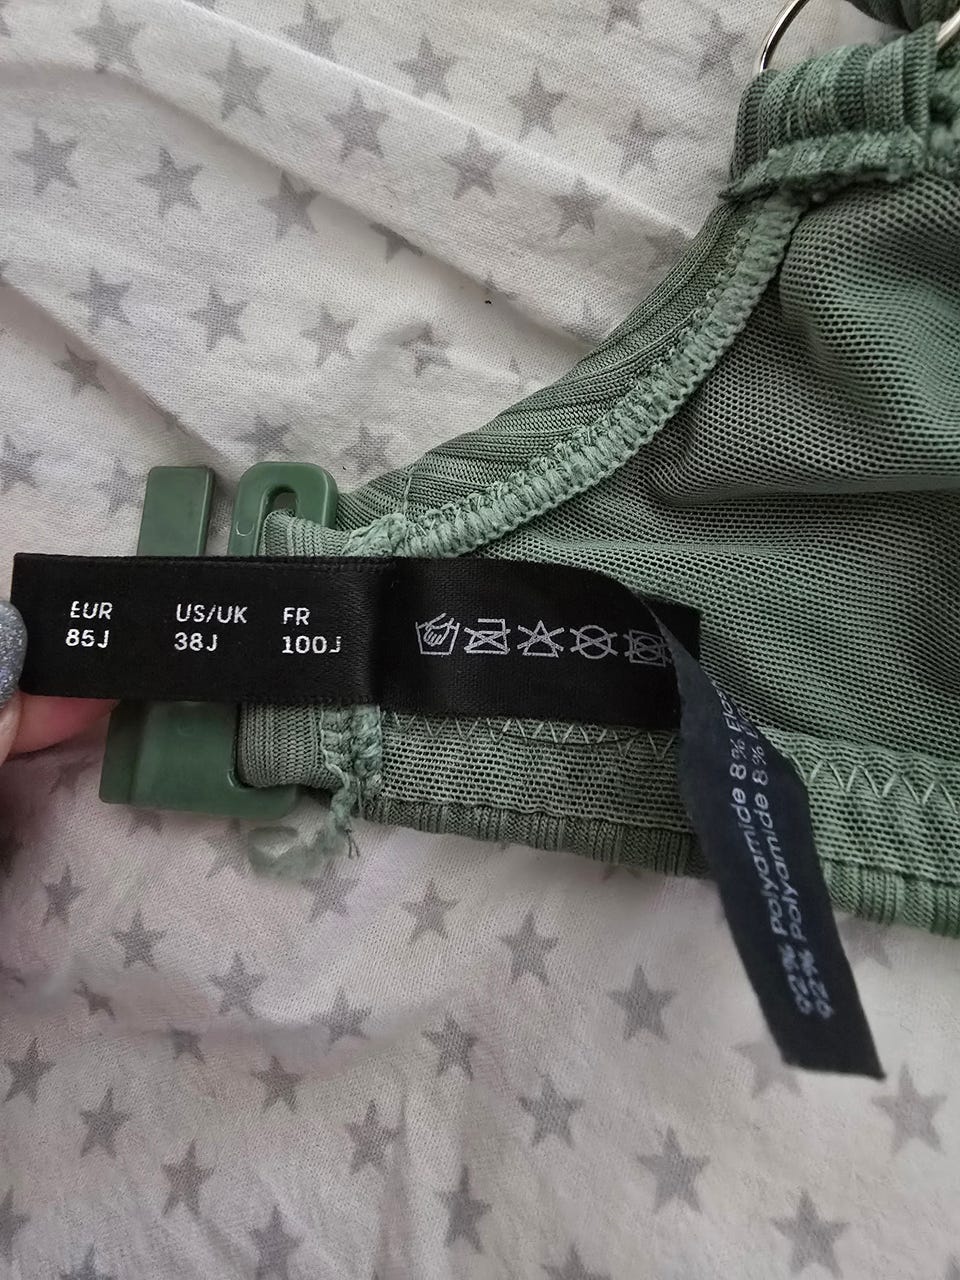 EUR US/UK FR
85J 38J 100J
92% Polyamide 8%
92% Polyamide 8%